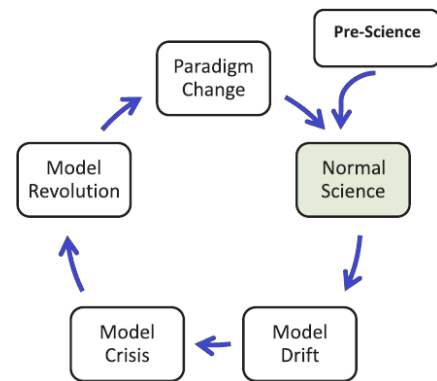 Pre-Science
Paradigm
Change
Normal
Science
Model
Drift
Model
Crisis
Model
Revolution